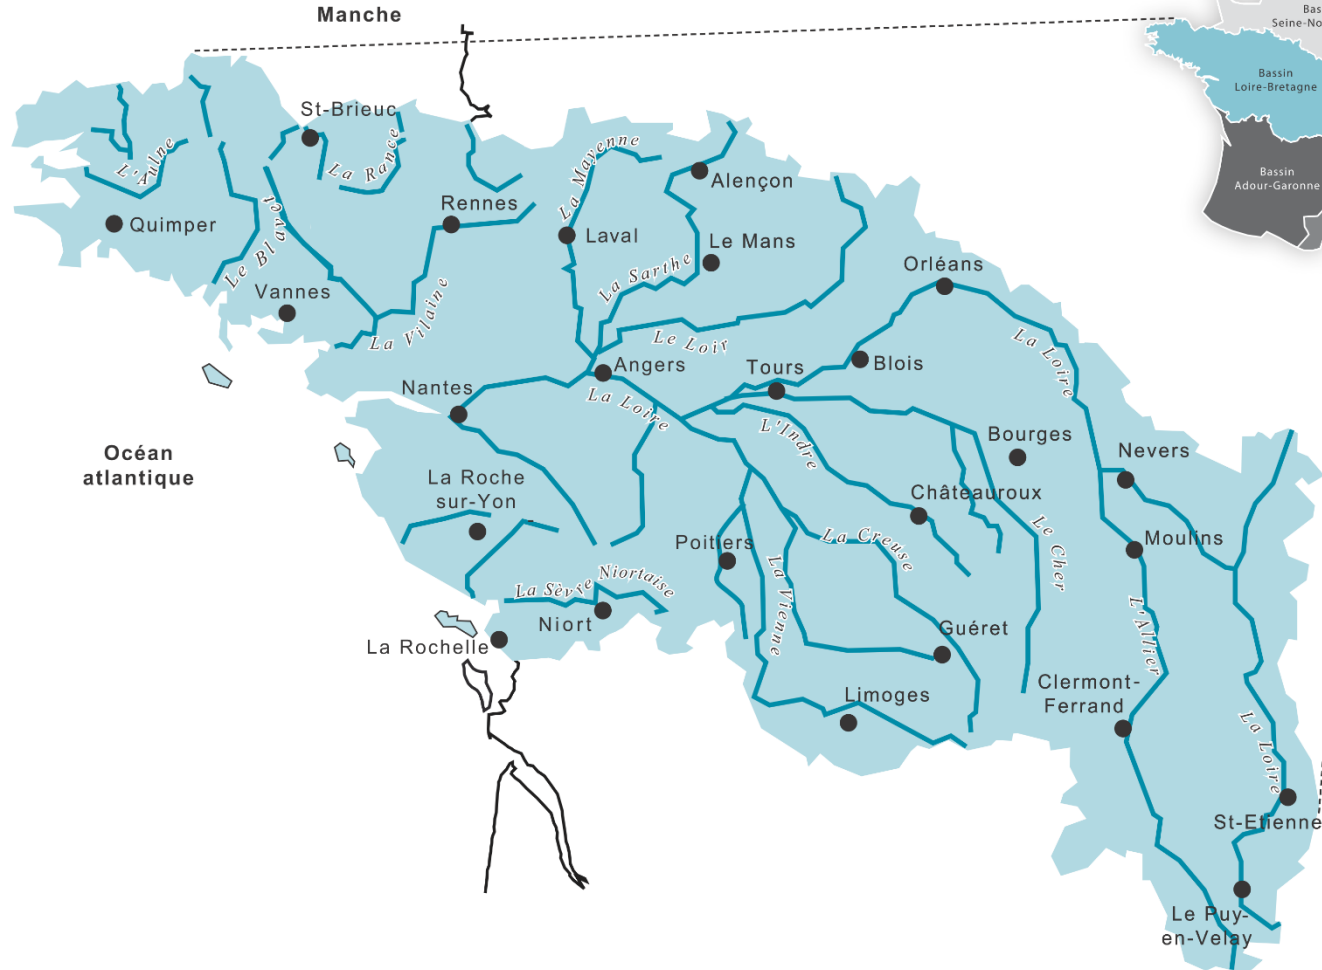 Manche
Bas
Seine-No
Bassin
Loire-Bretagne
Bassin
Adour-Garonne
St-Brieuc
L'Aulne
La Rance
La Mayenne
Alençon
Quimper
Le Blavet
Rennes
Laval
Le Mans
La Sarthe
Orléans
Vannes
La Vilaine
Le Loir
La Loire
Angers
Tours
Blois
Nantes
La Loire
L'Indre
Bourges
Nevers
Océan
atlantique
La Roche
sur-Yon
Châteauroux
Poitiers
La Creuse
Le Cher
Moulins
La Sèvre Niortaise
La Vienne
L'Allier
Niort
Guéret
La Rochelle
Limoges
Clermont-
Ferrand
La Loire
St-Etienne
Le Puy-
en-Velay